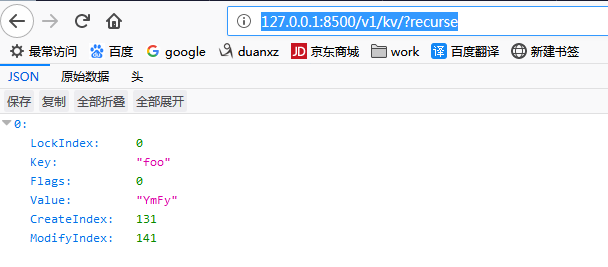 127.0.0.1:8500/v1/kv/?recurse
最常访问 百度 google duanxz JD 京东商城 work 译 百度翻译 新建书签
JSON 原始数据 头
保存 复制 全部折叠 全部展开
0:
LockIndex: 0
Key: "foo"
Flags: 0
Value: "YmFy"
CreateIndex: 131
ModifyIndex: 141